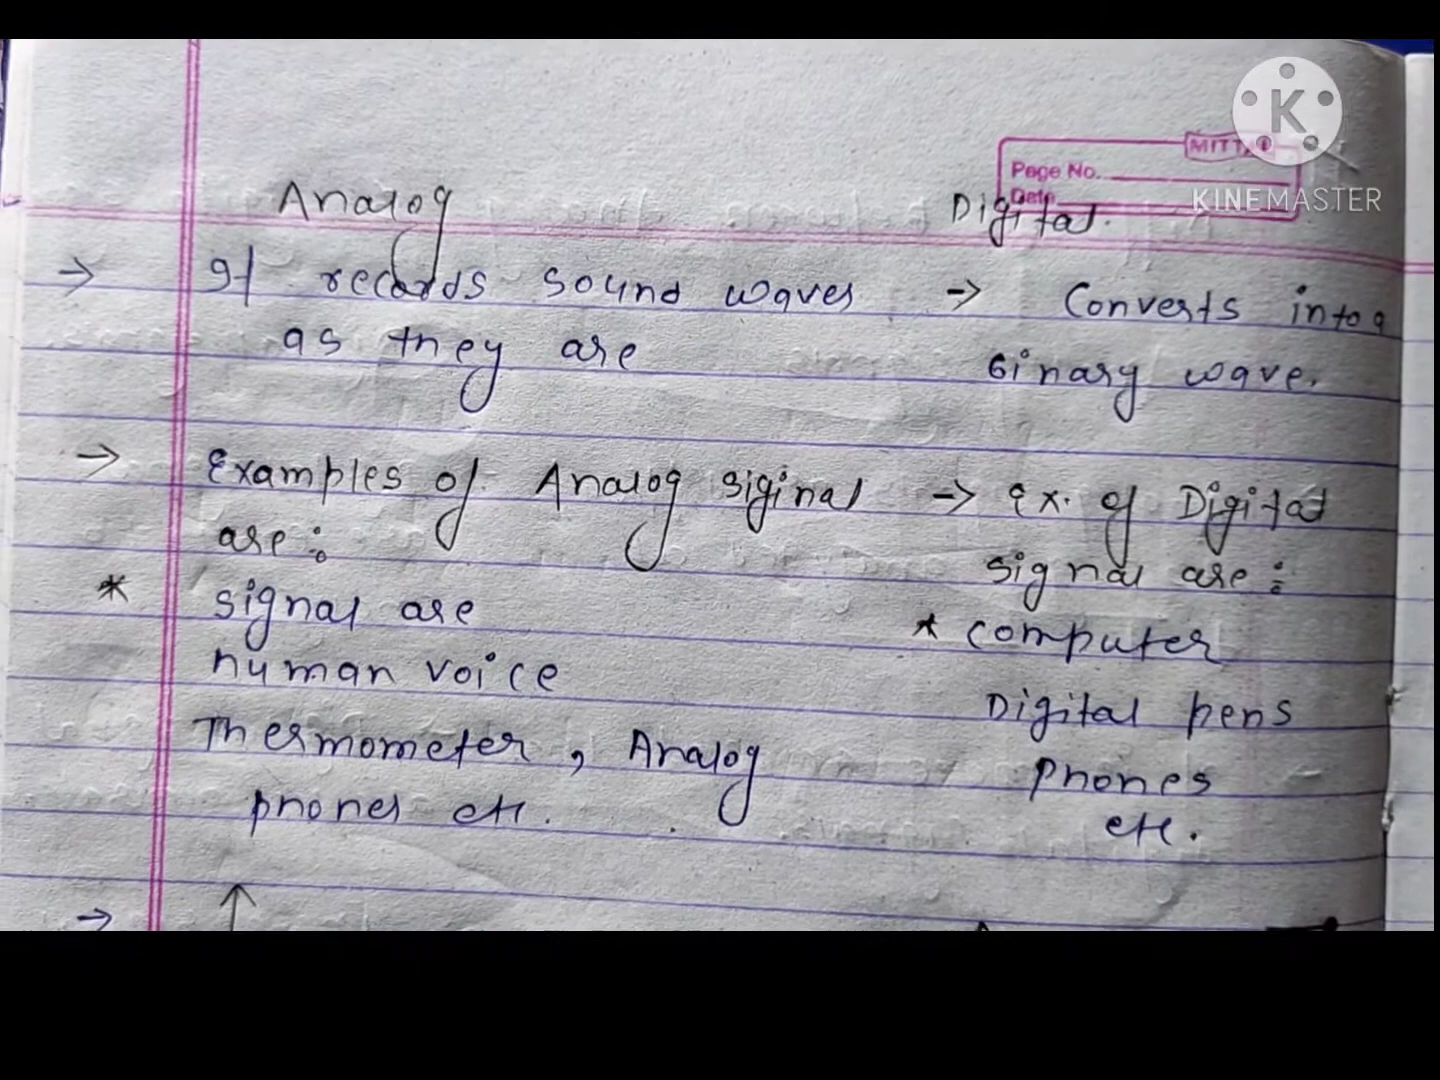 K
MITTAL
Page No.
Date
KINEMASTER
Analog Digital.
→ It records sound waves → Converts into a
as they are binary wave.
→ Examples of Analog siginal → Ex. of Digital
are: signal are:
* signal are * computer
human voice Digital pens
Thermometer, Analog phones
phones etc. etc.
→